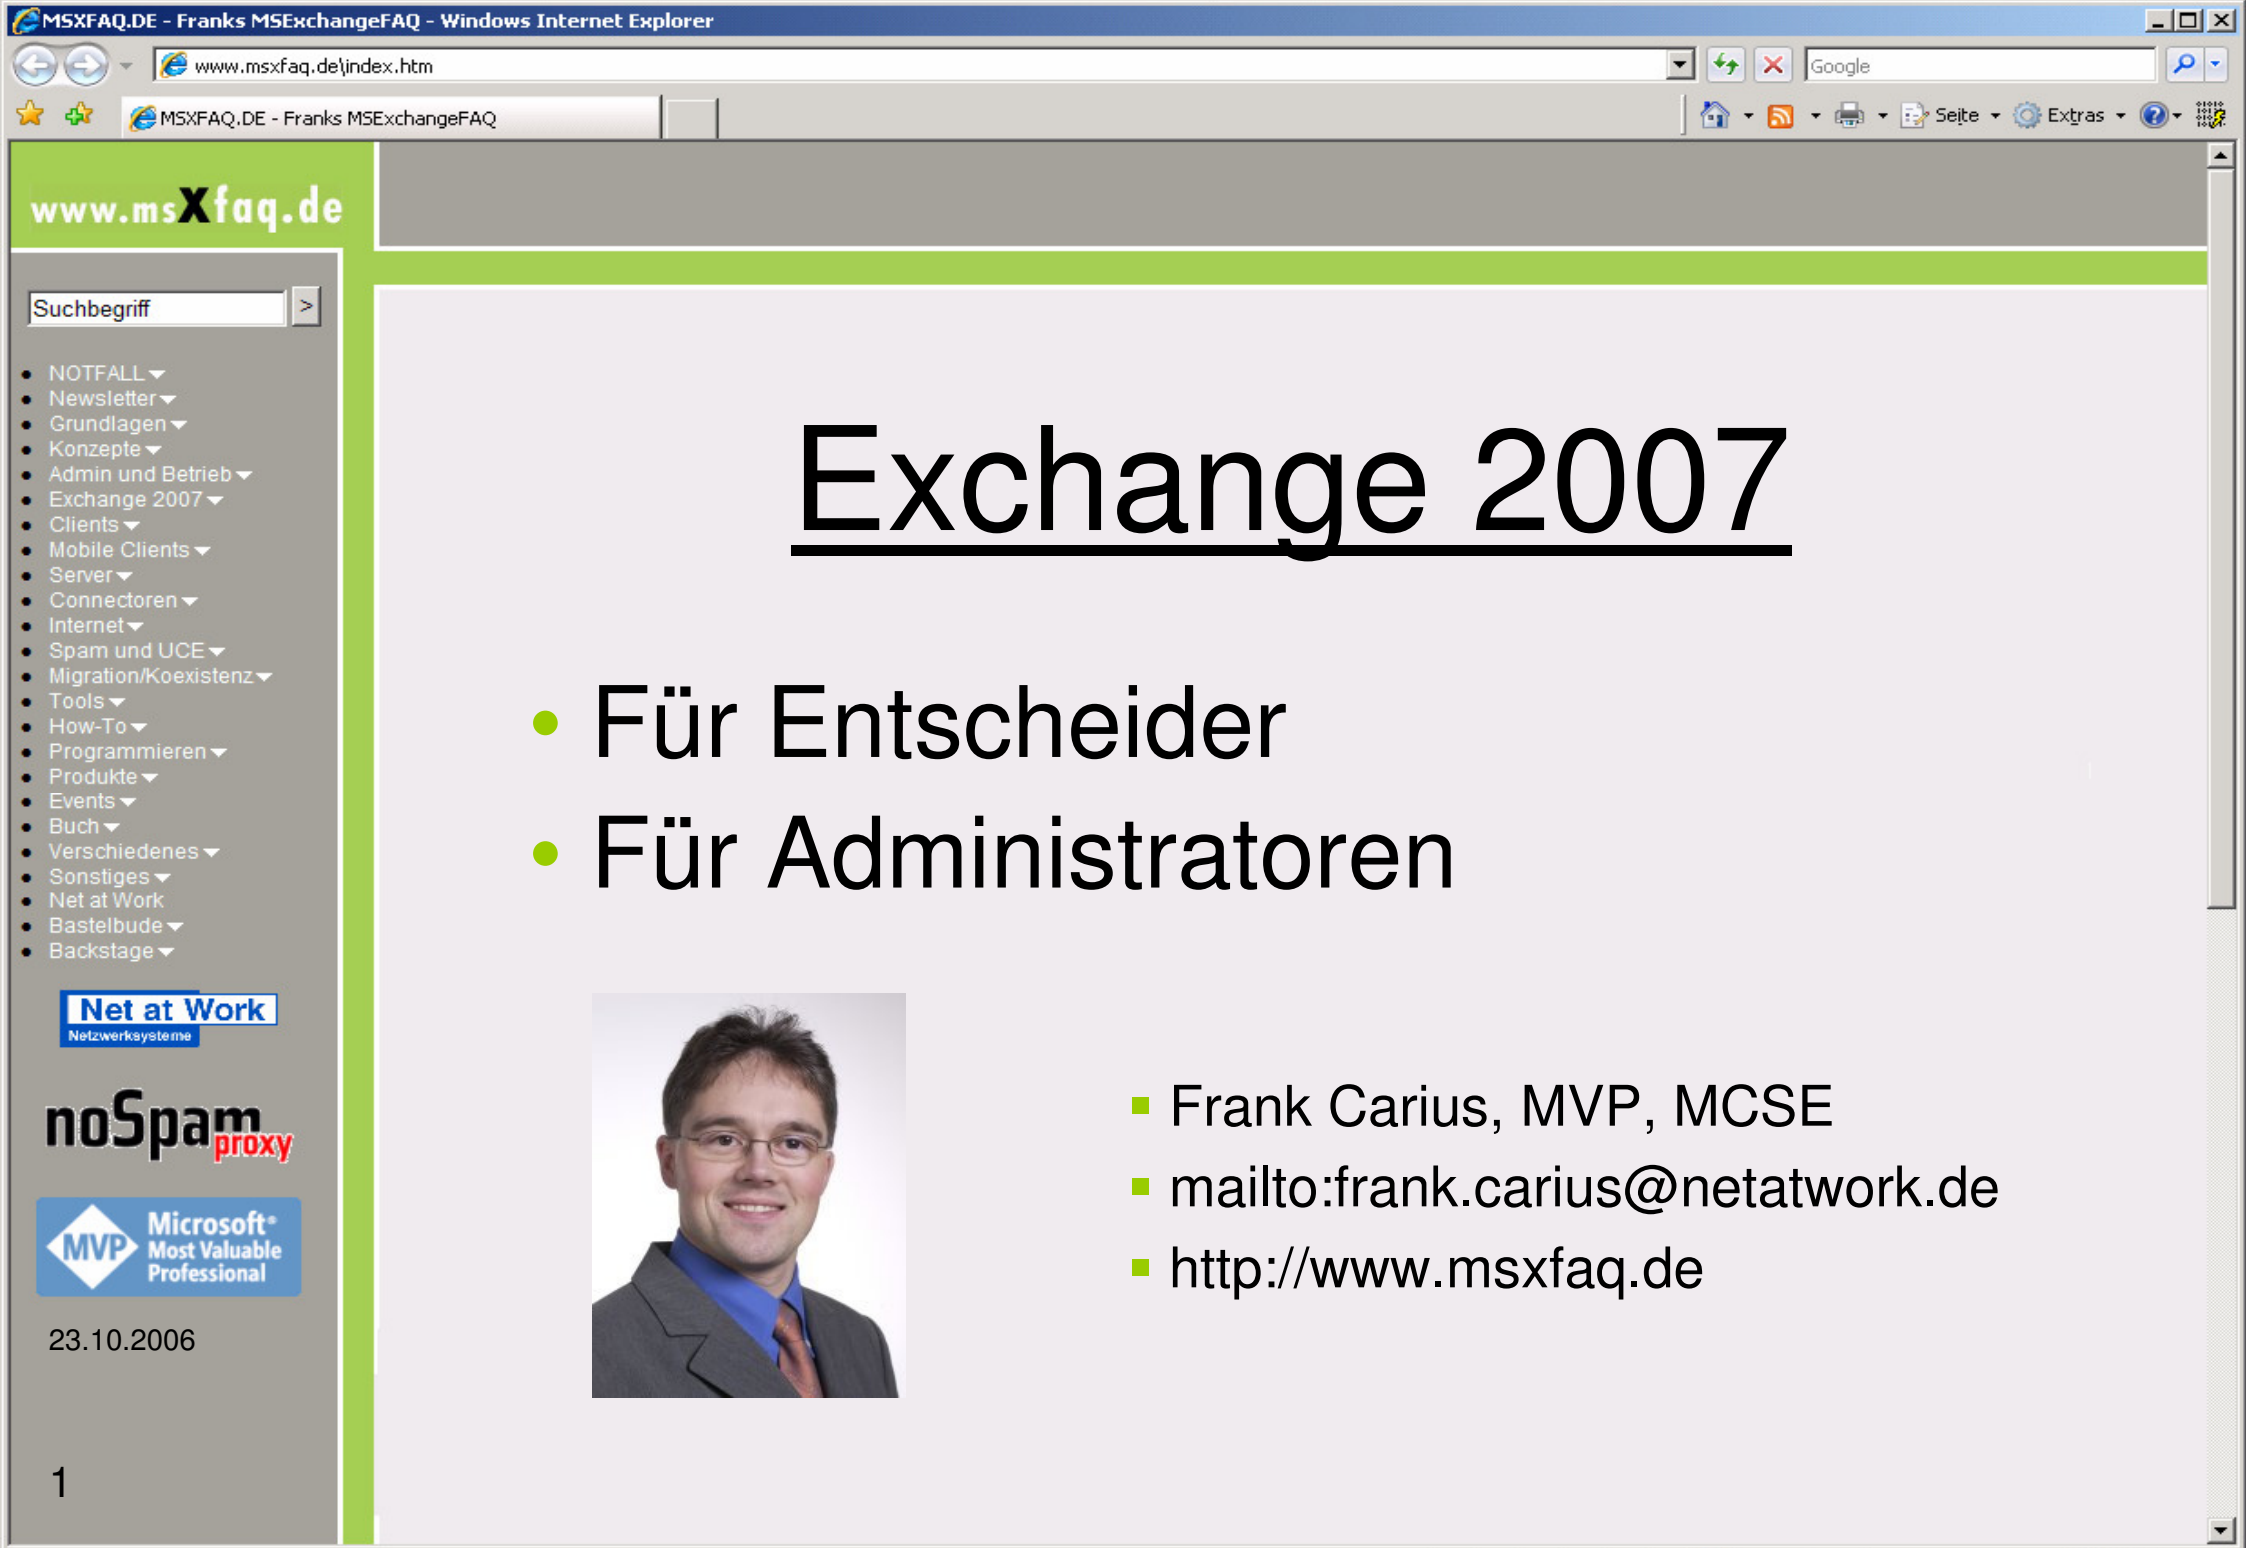 MSXFAQ.DE - Franks MSExchangeFAQ - Windows Internet Explorer
www.msxfaq.de\index.htm
Google
MSXFAQ.DE - Franks MSExchangeFAQ
Seite
Extras
www.msXfaq.de
Suchbegriff
>
NOTFALL
Newsletter
Grundlagen
Konzepte
Admin und Betrieb
Exchange 2007
Clients
Mobile Clients
Server
Connectoren
Internet
Spam und UCE
Migration/Koexistenz
Tools
How-To
Programmieren
Produkte
Events
Buch
Verschiedenes
Sonstiges
Net at Work
Bastelbude
Backstage
Net at Work
Netzwerksysteme
noSpam
proxy
MVP
Microsoft
Most Valuable
Professional
23.10.2006
1
Exchange 2007
• Für Entscheider
• Für Administratoren
Frank Carius, MVP, MCSE
mailto:frank.carius@netatwork.de
http://www.msxfaq.de